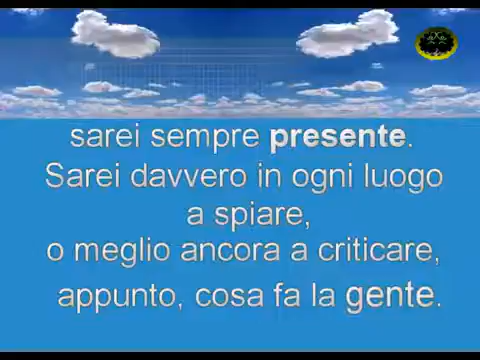 sarei sempre presente.
Sarei davvero in ogni luogo
a spiare,
o meglio ancora a criticare,
appunto, cosa fa la gente.